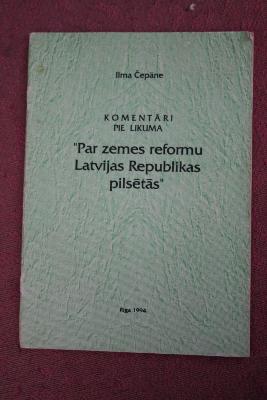 Ilma Čepāne
KOMENTĀRI
PIE LIKUMA
"Par zemes reformu
Latvijas Republikas
pilsētās"
Rīga 1994